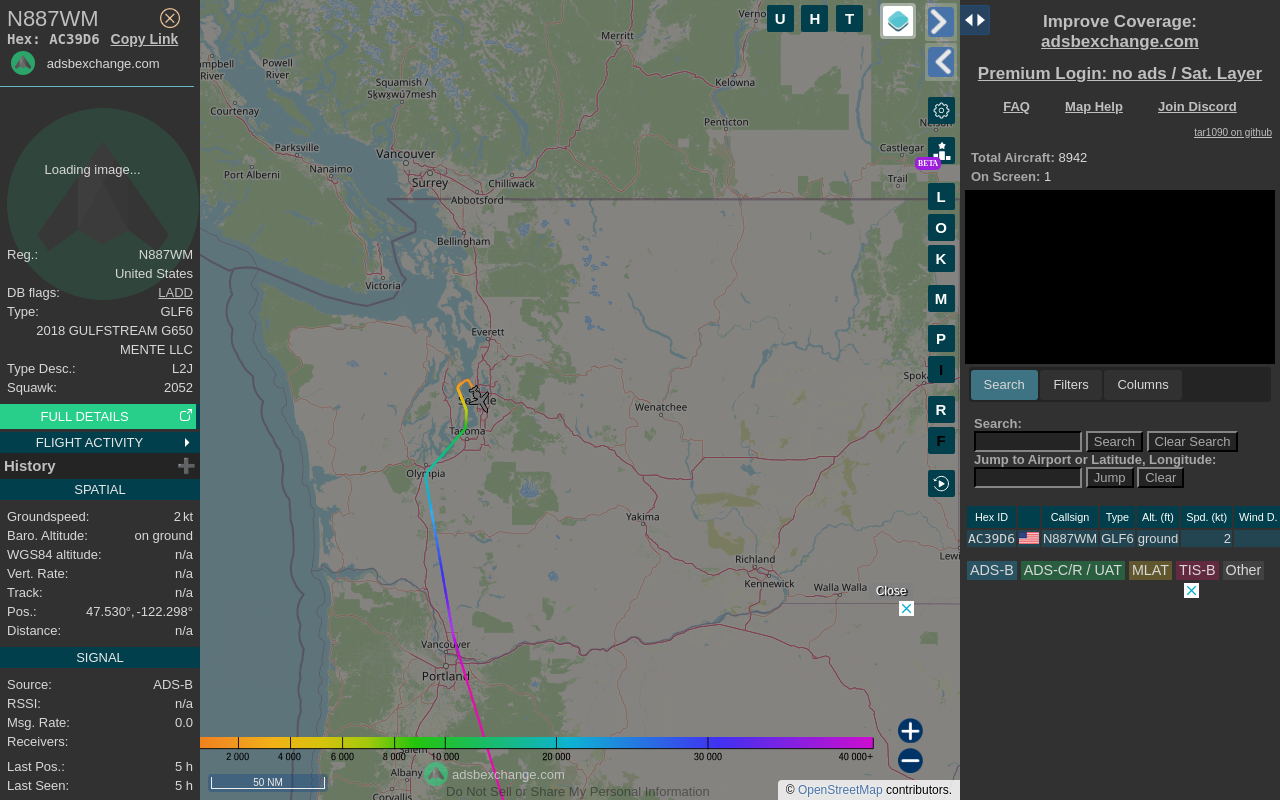 N887WM
Hex: AC39D6 Copy Link
adsbexchange.com
Loading image...
Reg.: N887WM
United States
DB flags: LADD
Type: GLF6
2018 GULFSTREAM G650
MENTE LLC
Type Desc.: L2J
Squawk: 2052
FULL DETAILS
FLIGHT ACTIVITY
History
SPATIAL
Groundspeed: 2 kt
Baro. Altitude: on ground
WGS84 altitude: n/a
Vert. Rate: n/a
Track: n/a
Pos.: 47.530°, -122.298°
Distance: n/a
SIGNAL
Source: ADS-B
RSSI: n/a
Msg. Rate: 0.0
Receivers:
Last Pos.: 5 h
Last Seen: 5 h
U H T
Merritt
Powell
River
Campbell
River
Squamish /
Sḵwx̱wú7mesh
Kelowna
Courtenay
Penticton
Parksville
Vancouver
Castlegar
Nanaimo
Port Alberni
Surrey
Chilliwack
Trail
BETA
Abbotsford
L
O
K
M
P
I
R
F
Bellingham
Victoria
Everett
Wenatchee
Tacoma
Olympia
Yakima
Richland
Kennewick
Walla Walla
Close
Vancouver
Portland
2 000 4 000 6 000 8 000 10 000 20 000 30 000 40 000+
Salem
Albany
Corvallis
50 NM
adsbexchange.com
Do Not Sell or Share My Personal Information
© OpenStreetMap contributors.
Improve Coverage:
adsbexchange.com
Premium Login: no ads / Sat. Layer
FAQ Map Help Join Discord
tar1090 on github
Total Aircraft: 8942
On Screen: 1
Search Filters Columns
Search:
Search Clear Search
Jump to Airport or Latitude, Longitude:
Jump Clear
Hex ID Callsign Type Alt. (ft) Spd. (kt) Wind D.
AC39D6 N887WM GLF6 ground 2
ADS-B ADS-C/R / UAT MLAT TIS-B Other